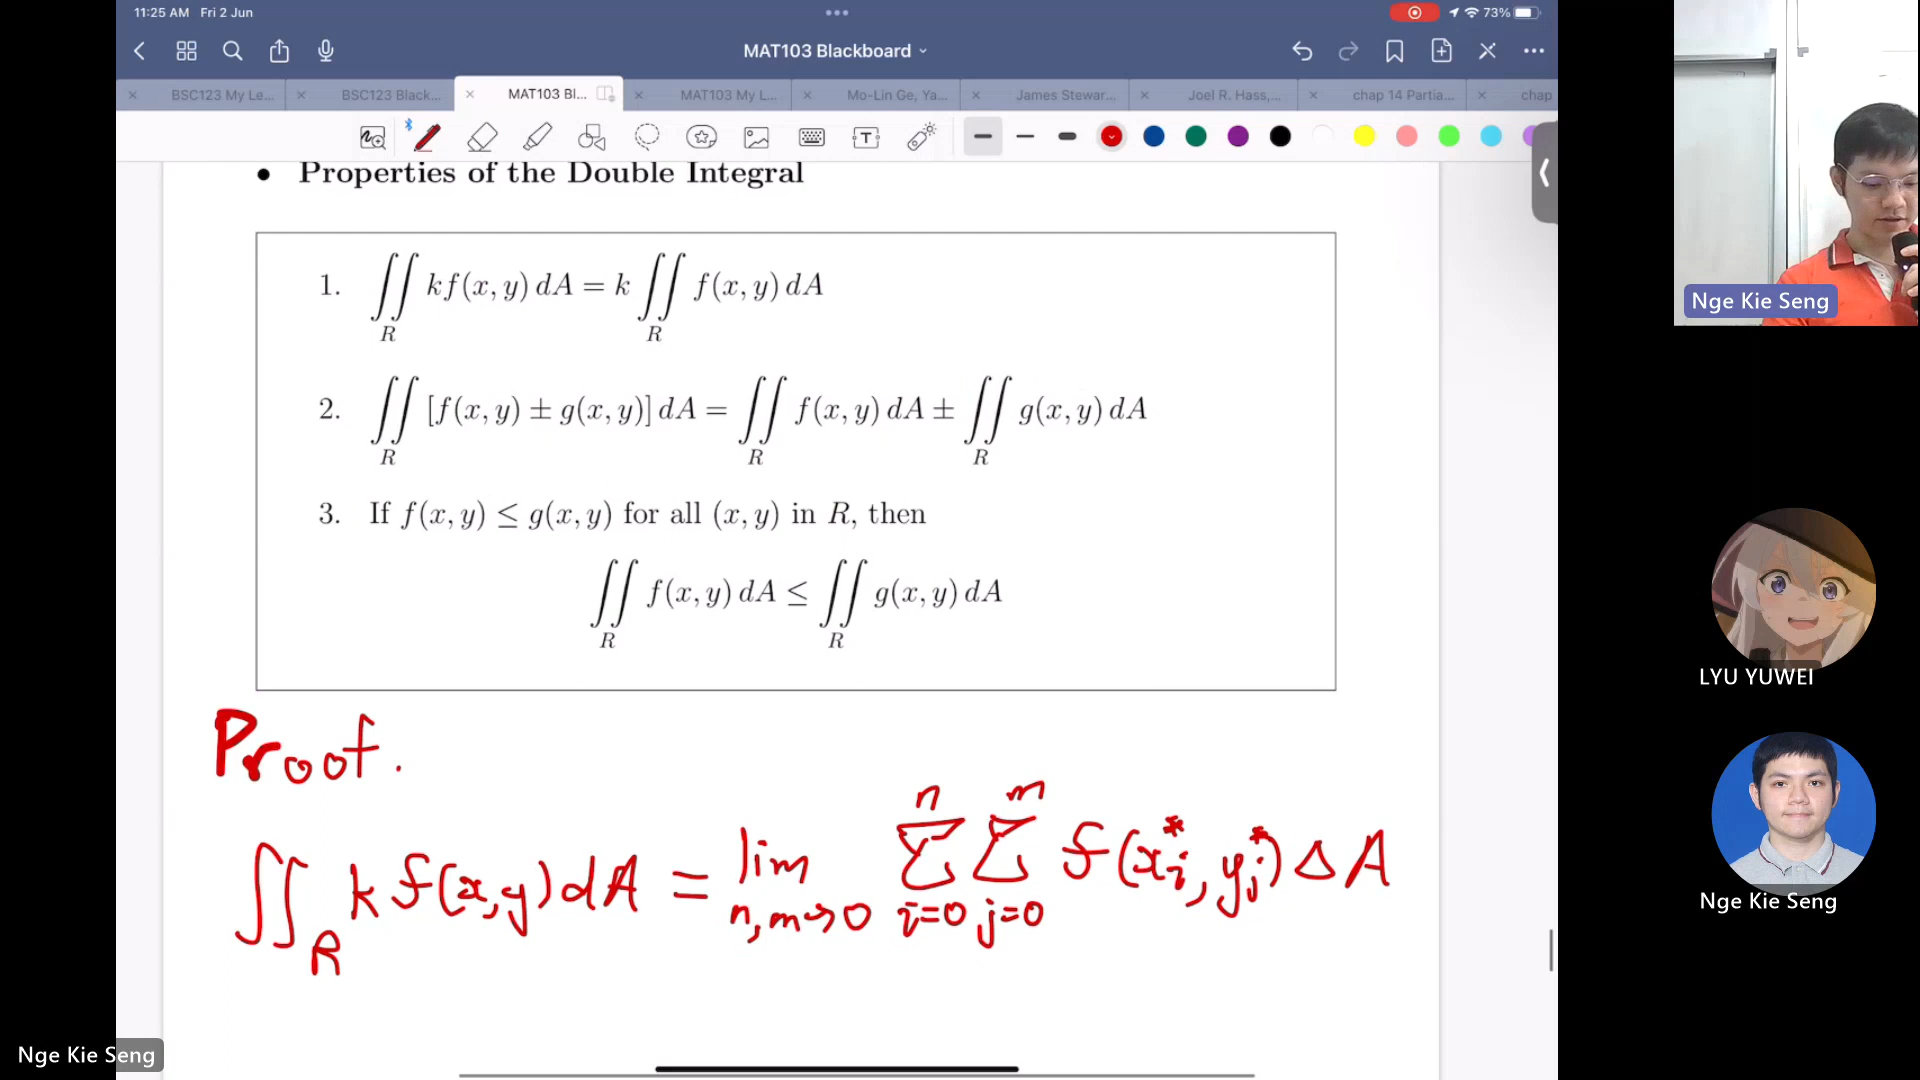 11:25 AM Fri 2 Jun
73%
MAT103 Blackboard
BSC123 My Le...
BSC123 Black...
MAT103 Bl...
MAT103 My L...
Mo-Lin Ge, Ya...
James Stewar...
Joel R. Hass,...
chap 14 Partia...
chap
• Properties of the Double Integral
1. ∬_R kf(x, y) dA = k ∬_R f(x, y) dA
2. ∬_R [f(x, y) ± g(x, y)] dA = ∬_R f(x, y) dA ± ∬_R g(x, y) dA
3. If f(x, y) ≤ g(x, y) for all (x, y) in R, then
∬_R f(x, y) dA ≤ ∬_R g(x, y) dA
Proof.
∬_R k f(x,y) dA = lim_{n,m→0} Σ_{i=0}^{n} Σ_{j=0}^{m} f(x_i^*, y_j^*) ΔA
Nge Kie Seng
Nge Kie Seng
LYU YUWEI
Nge Kie Seng